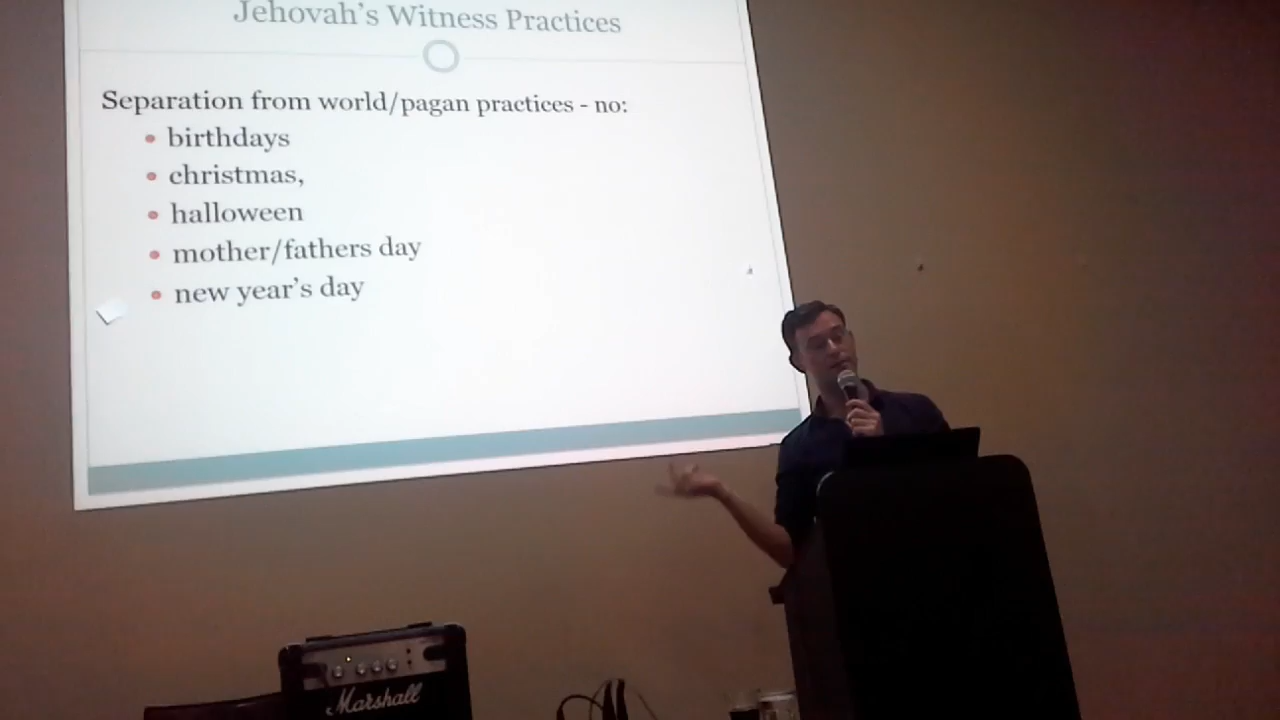 Jehovah's Witness Practices
Separation from world/pagan practices - no:
birthdays
christmas,
halloween
mother/fathers day
new year's day
Marshall